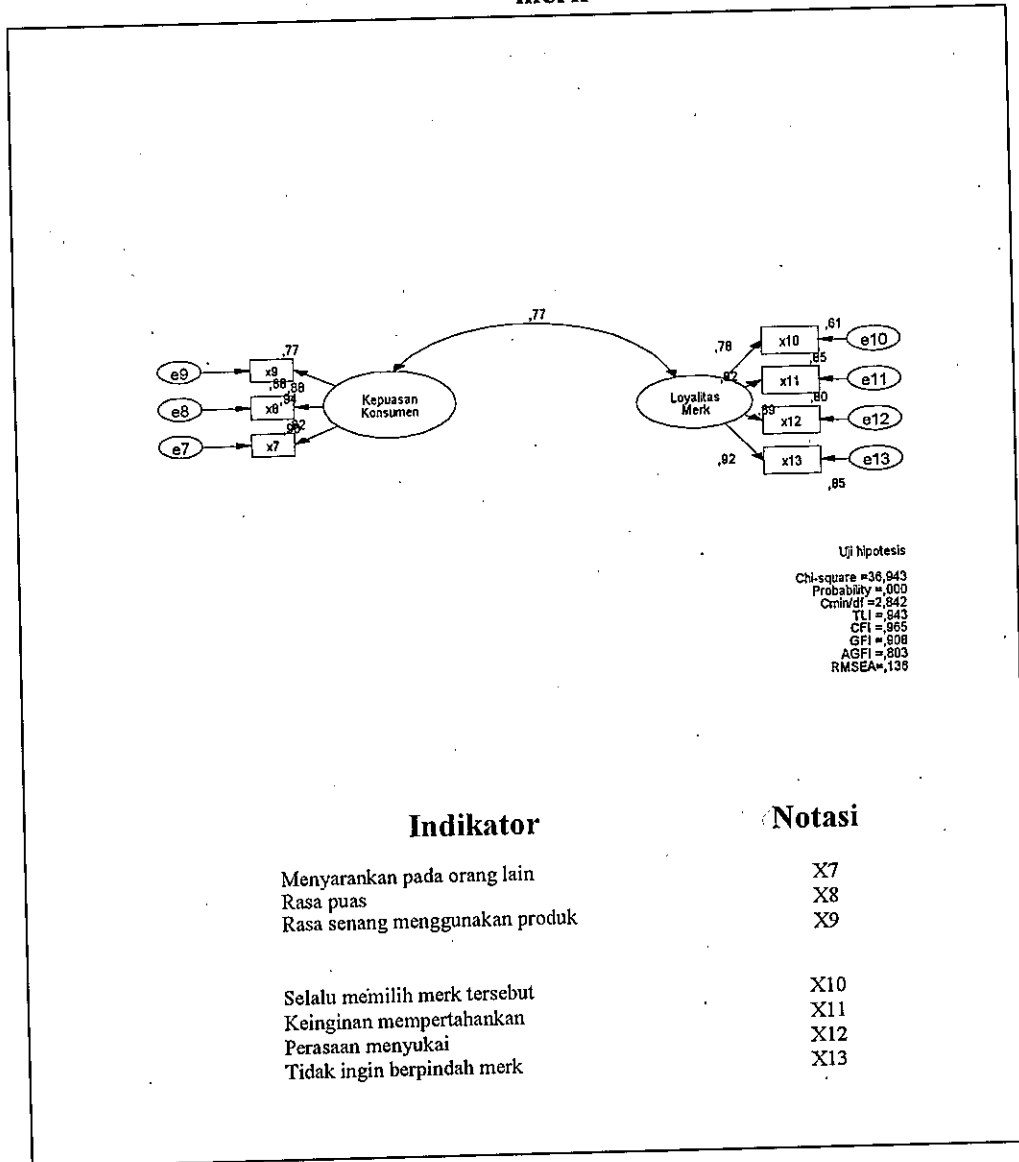 ,77
,61
e10
x10
,78
,77
,85
e9
x9
,92
x11
e11
,88
,88
Kepuasan
Konsumen
Loyalitas
Merk
,80
e8
x8
,94
,89
x12
e12
,92
e7
x7
,92
x13
e13
,85
Uji hipotesis
Chi-square =36,943
Probability =,000
Cmin/df =2,842
TLI =,943
CFI =,965
GFI =,908
AGFI =,803
RMSEA=,136
Indikator Notasi
Menyarankan pada orang lain X7
Rasa puas X8
Rasa senang menggunakan produk X9
Selalu memilih merk tersebut X10
Keinginan mempertahankan X11
Perasaan menyukai X12
Tidak ingin berpindah merk X13